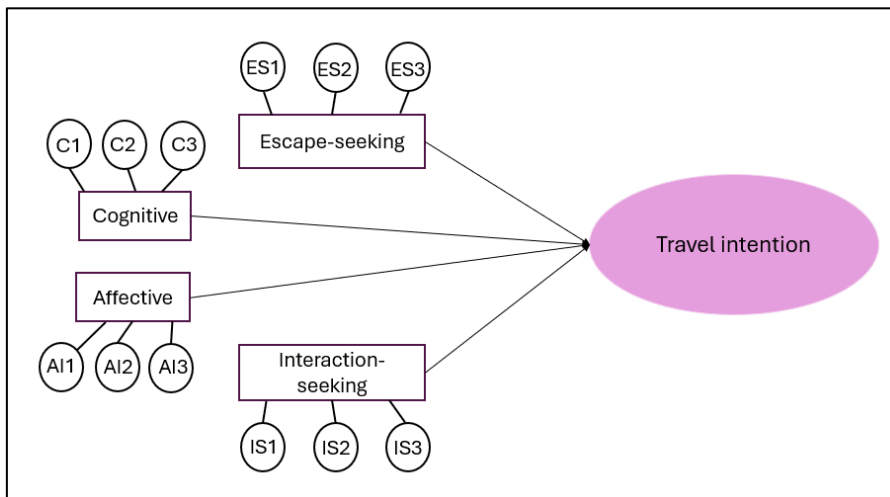 ES1
ES2
ES3
Escape-seeking
C1
C2
C3
Cognitive
Travel intention
Affective
AI1
AI2
AI3
Interaction-
seeking
IS1
IS2
IS3